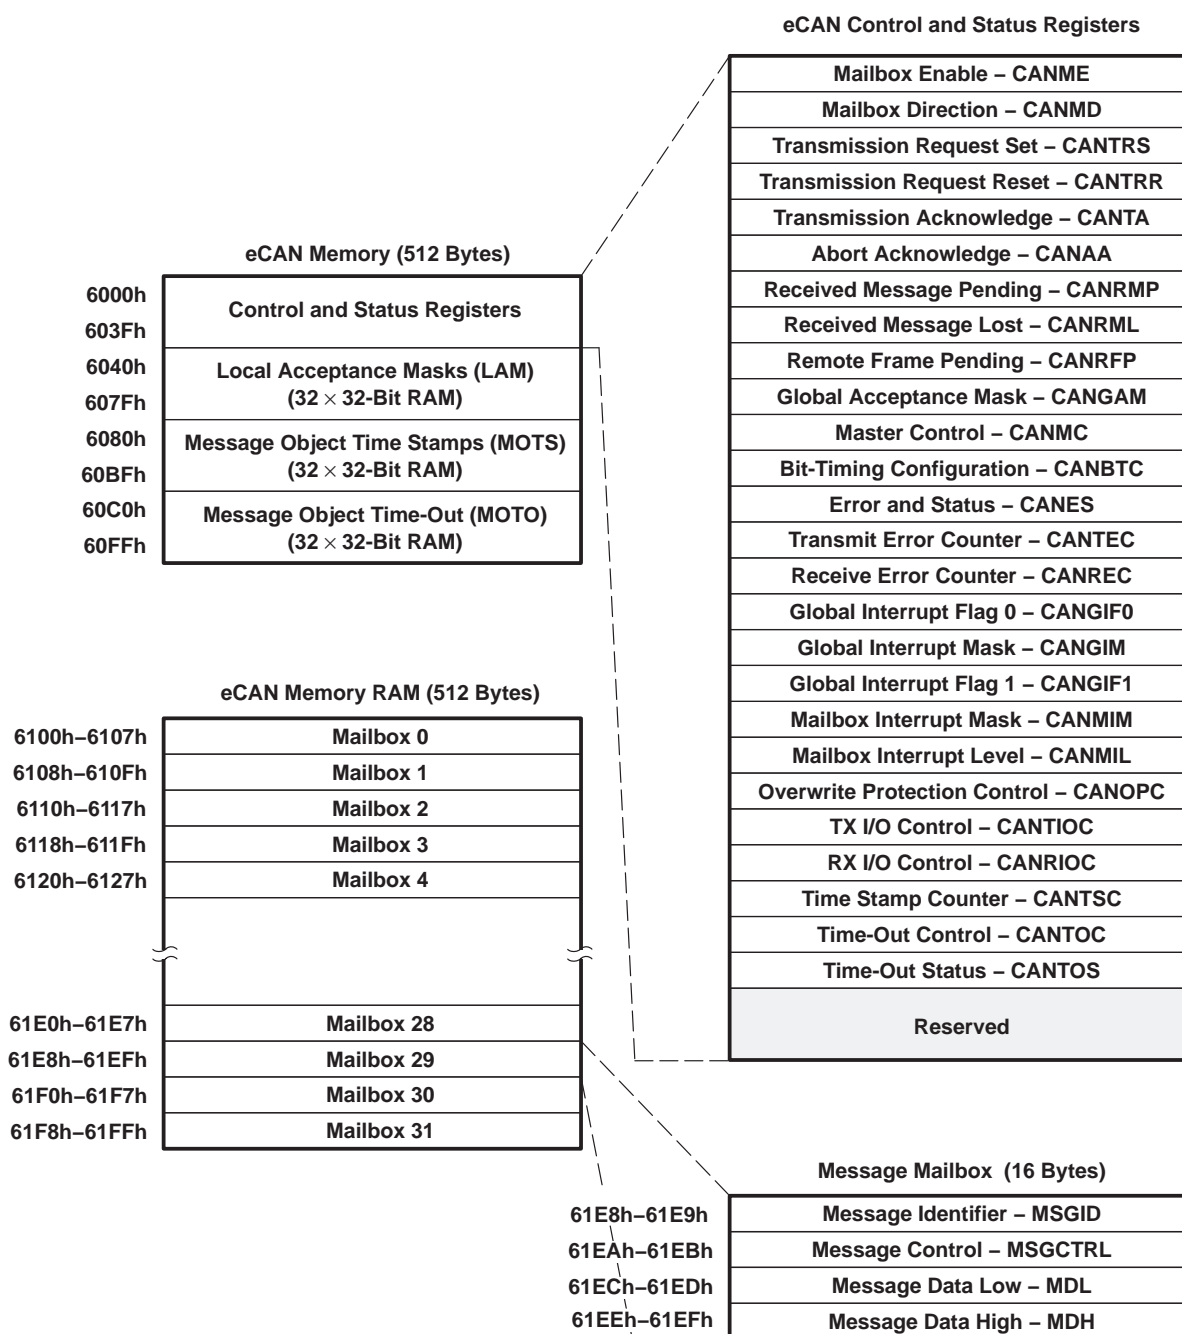 eCAN Control and Status Registers
Mailbox Enable – CANME
Mailbox Direction – CANMD
Transmission Request Set – CANTRS
Transmission Request Reset – CANTRR
Transmission Acknowledge – CANTA
Abort Acknowledge – CANAA
Received Message Pending – CANRMP
Received Message Lost – CANRML
Remote Frame Pending – CANRFP
Global Acceptance Mask – CANGAM
Master Control – CANMC
Bit-Timing Configuration – CANBTC
Error and Status – CANES
Transmit Error Counter – CANTEC
Receive Error Counter – CANREC
Global Interrupt Flag 0 – CANGIF0
Global Interrupt Mask – CANGIM
Global Interrupt Flag 1 – CANGIF1
Mailbox Interrupt Mask – CANMIM
Mailbox Interrupt Level – CANMIL
Overwrite Protection Control – CANOPC
TX I/O Control – CANTIOC
RX I/O Control – CANRIOC
Time Stamp Counter – CANTSC
Time-Out Control – CANTOC
Time-Out Status – CANTOS
Reserved
eCAN Memory (512 Bytes)
6000h
603Fh
Control and Status Registers
6040h
607Fh
Local Acceptance Masks (LAM)
(32 × 32-Bit RAM)
6080h
60BFh
Message Object Time Stamps (MOTS)
(32 × 32-Bit RAM)
60C0h
60FFh
Message Object Time-Out (MOTO)
(32 × 32-Bit RAM)
eCAN Memory RAM (512 Bytes)
6100h–6107h Mailbox 0
6108h–610Fh Mailbox 1
6110h–6117h Mailbox 2
6118h–611Fh Mailbox 3
6120h–6127h Mailbox 4
61E0h–61E7h Mailbox 28
61E8h–61EFh Mailbox 29
61F0h–61F7h Mailbox 30
61F8h–61FFh Mailbox 31
Message Mailbox (16 Bytes)
61E8h–61E9h Message Identifier – MSGID
61EAh–61EBh Message Control – MSGCTRL
61ECh–61EDh Message Data Low – MDL
61EEh–61EFh Message Data High – MDH